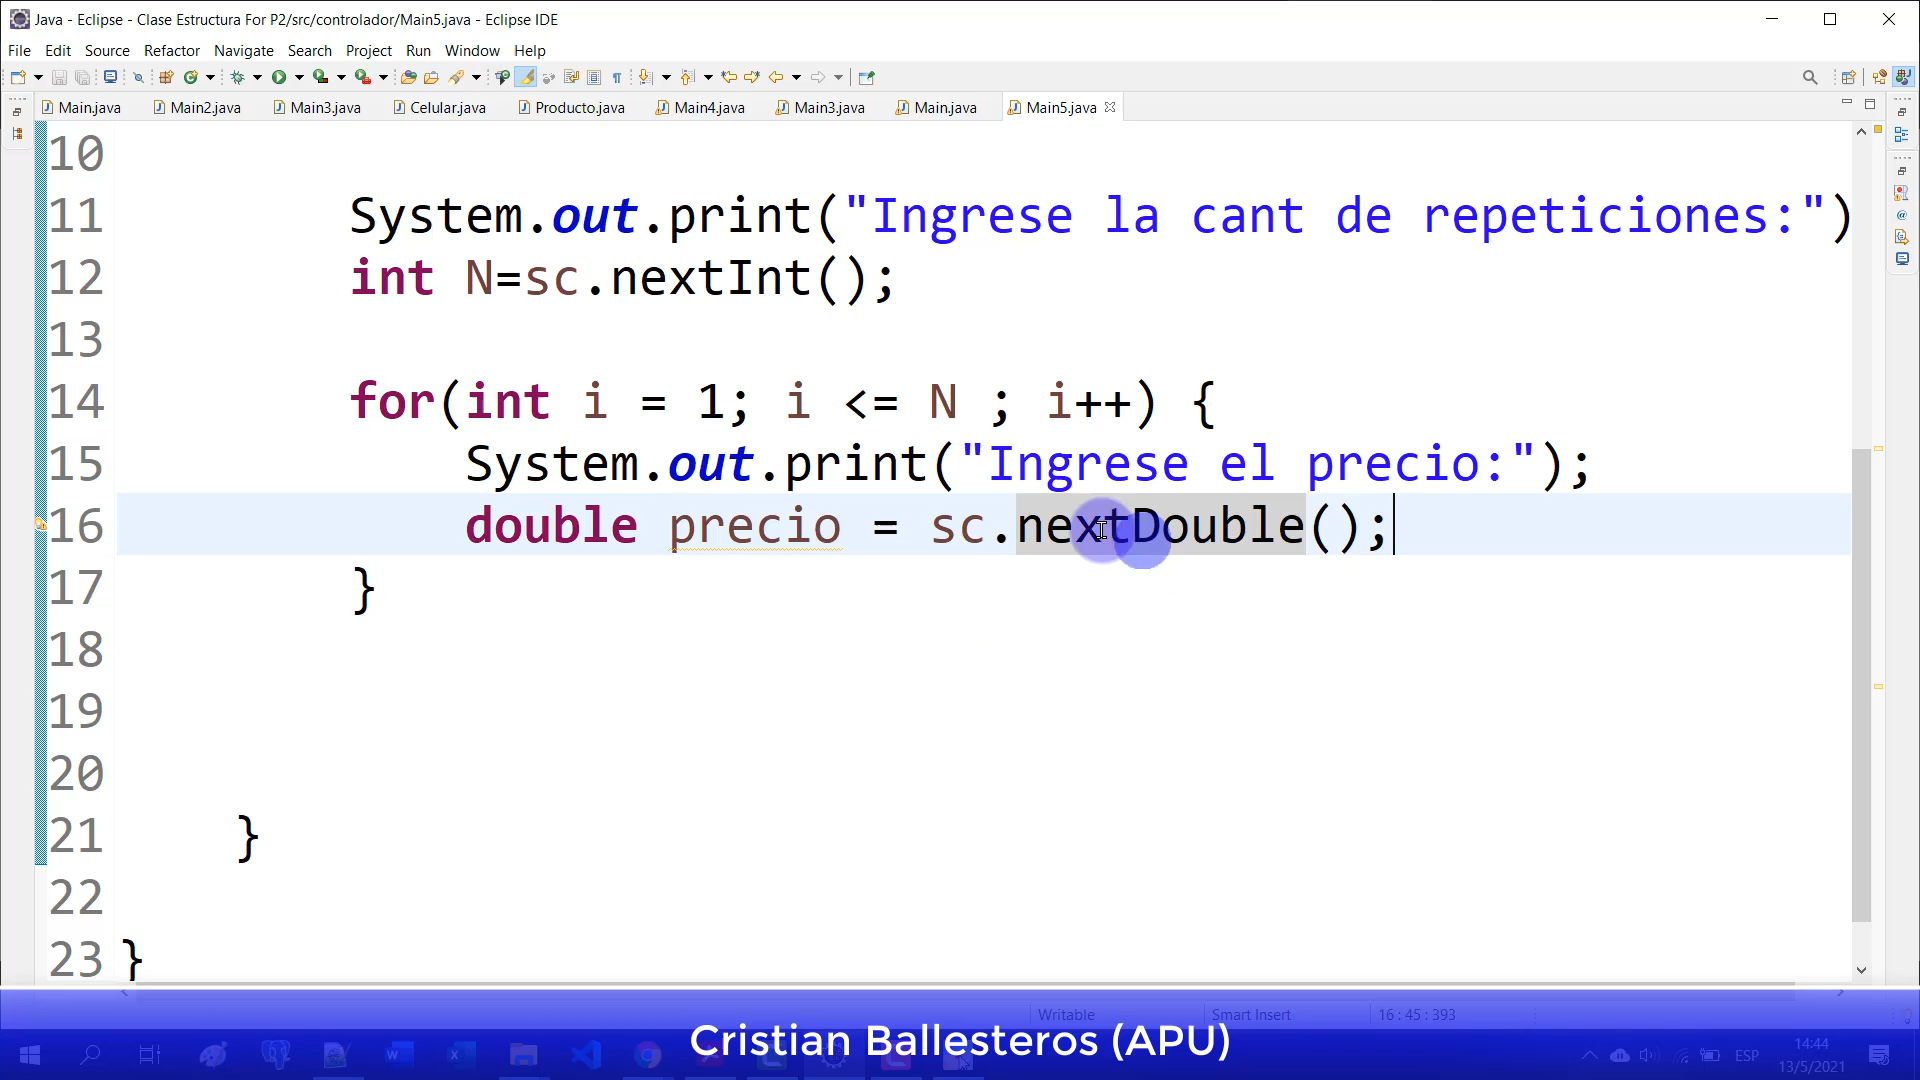 Java - Eclipse - Clase Estructura For P2/src/controlador/Main5.java - Eclipse IDE
File Edit Source Refactor Navigate Search Project Run Window Help
Main.java Main2.java Main3.java Celular.java Producto.java Main4.java Main3.java Main.java Main5.java
10
11 System.out.print("Ingrese la cant de repeticiones:")
12 int N=sc.nextInt();
13
14 for(int i = 1; i <= N ; i++) {
15 System.out.print("Ingrese el precio:");
16 double precio = sc.nextDouble();
17 }
18
19
20
21 }
22
23 }
Writable Smart Insert 16 : 45 : 393
Cristian Ballesteros (APU)
ESP
14:44
13/5/2021